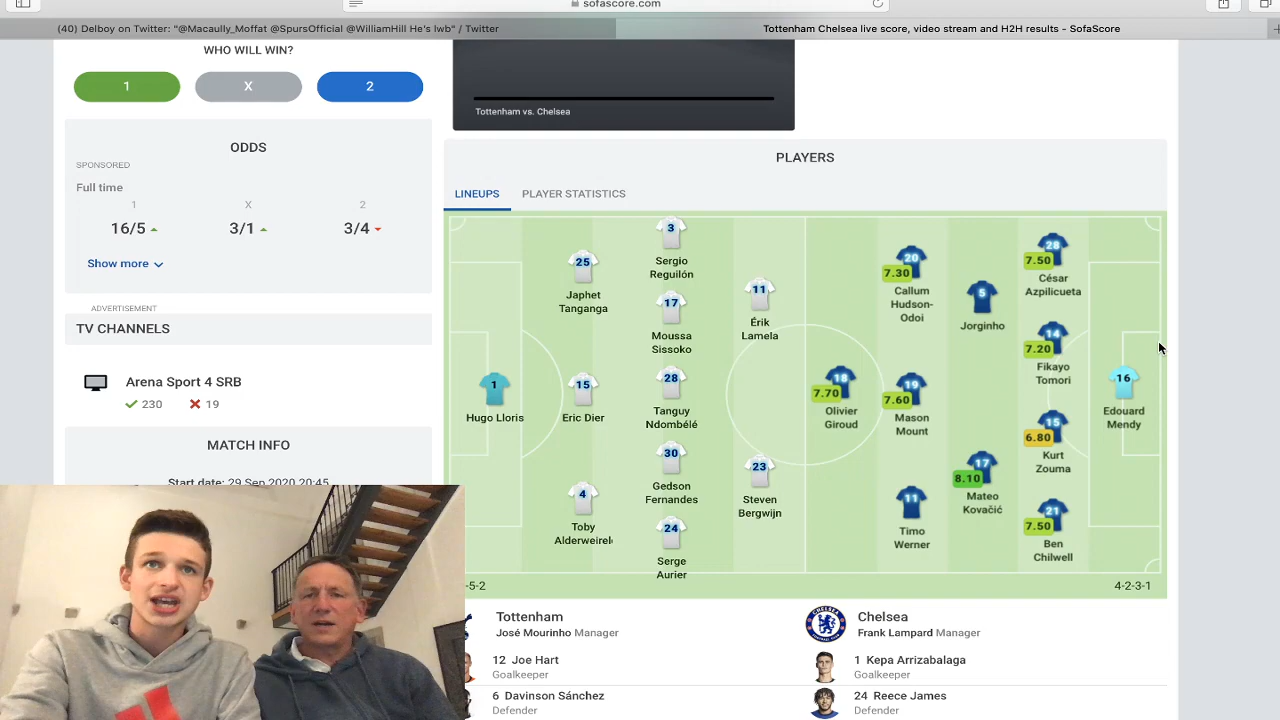 sofascore.com
(40) Delboy on Twitter: "@Macaully_Moffat @SpursOfficial @WilliamHill He's lwb" / Twitter
Tottenham Chelsea live score, video stream and H2H results - SofaScore
WHO WILL WIN?
1 X 2
ODDS
SPONSORED
Full time
1 X 2
16/5 3/1 3/4
Show more
ADVERTISEMENT
TV CHANNELS
Arena Sport 4 SRB
230 19
MATCH INFO
Start date: 29 Sep 2020 20:45
Tottenham vs. Chelsea
PLAYERS
LINEUPS PLAYER STATISTICS
1
Hugo Lloris
25
Japhet
Tanganga
15
Eric Dier
4
Toby
Alderweirel
3
Sergio
Reguilón
17
Moussa
Sissoko
28
Tanguy
Ndombélé
30
Gedson
Fernandes
24
Serge
Aurier
11
Érik
Lamela
23
Steven
Bergwijn
18
7.70
Olivier
Giroud
20
7.30
Callum
Hudson-
Odoi
19
7.60
Mason
Mount
11
Timo
Werner
5
Jorginho
17
8.10
Mateo
Kovačić
28
7.50
César
Azpilicueta
14
7.20
Fikayo
Tomori
15
6.80
Kurt
Zouma
21
7.50
Ben
Chilwell
16
Edouard
Mendy
-5-2
4-2-3-1
Tottenham
José Mourinho Manager
12 Joe Hart
Goalkeeper
6 Davinson Sánchez
Defender
Chelsea
Frank Lampard Manager
1 Kepa Arrizabalaga
Goalkeeper
24 Reece James
Defender